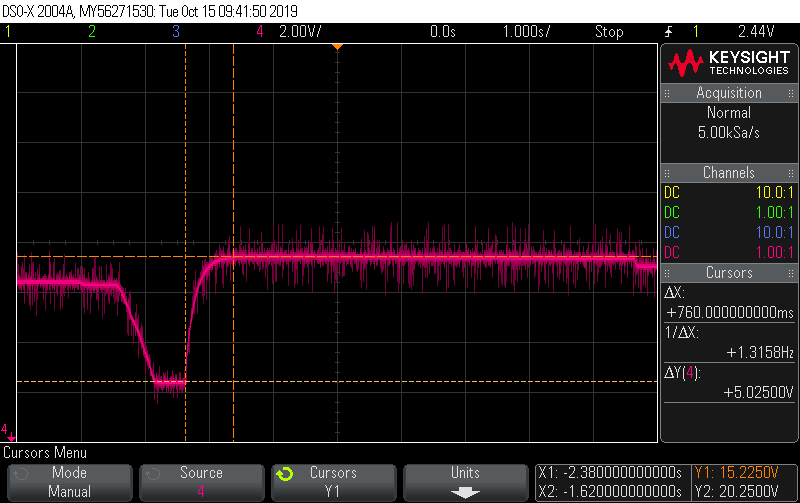 DSO-X 2004A, MY56271530: Tue Oct 15 09:41:50 2019
1 2 3 4 2.00V/ 0.0s 1.000s/ Stop 1 2.44V
KEYSIGHT
TECHNOLOGIES
Acquisition
Normal
5.00kSa/s
Channels
DC 10.0:1
DC 1.00:1
DC 10.0:1
DC 1.00:1
Cursors
ΔX:
+760.000000000ms
1/ΔX:
+1.3158Hz
ΔY(4):
+5.02500V
4
Cursors Menu
Mode
Manual
Source
4
Cursors
Y1
Units
X1: -2.380000000000s
X2: -1.620000000000s
Y1: 15.2250V
Y2: 20.2500V